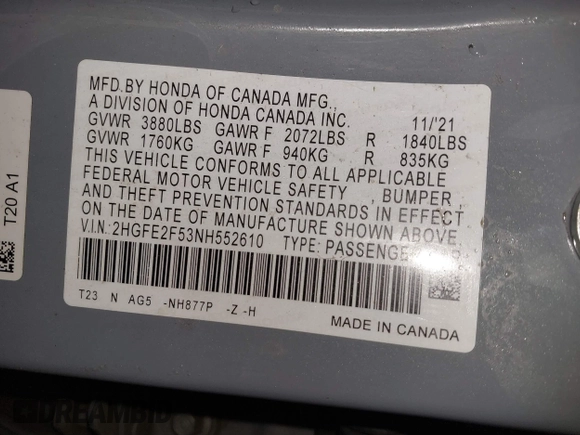 MFD.BY HONDA OF CANADA MFG.,
A DIVISION OF HONDA CANADA INC. 11/'21
GVWR 3880LBS GAWR F 2072LBS R 1840LBS
GVWR 1760KG GAWR F 940KG R 835KG
THIS VEHICLE CONFORMS TO ALL APPLICABLE
FEDERAL MOTOR VEHICLE SAFETY , BUMPER ,
AND THEFT PREVENTION STANDARDS IN EFFECT
ON THE DATE OF MANUFACTURE SHOWN ABOVE.
V.I.N.: 2HGFE2F53NH552610 TYPE: PASSENGER CAR
T23 N AG5 -NH877P -Z -H
MADE IN CANADA
T20 A1
DREAMBID